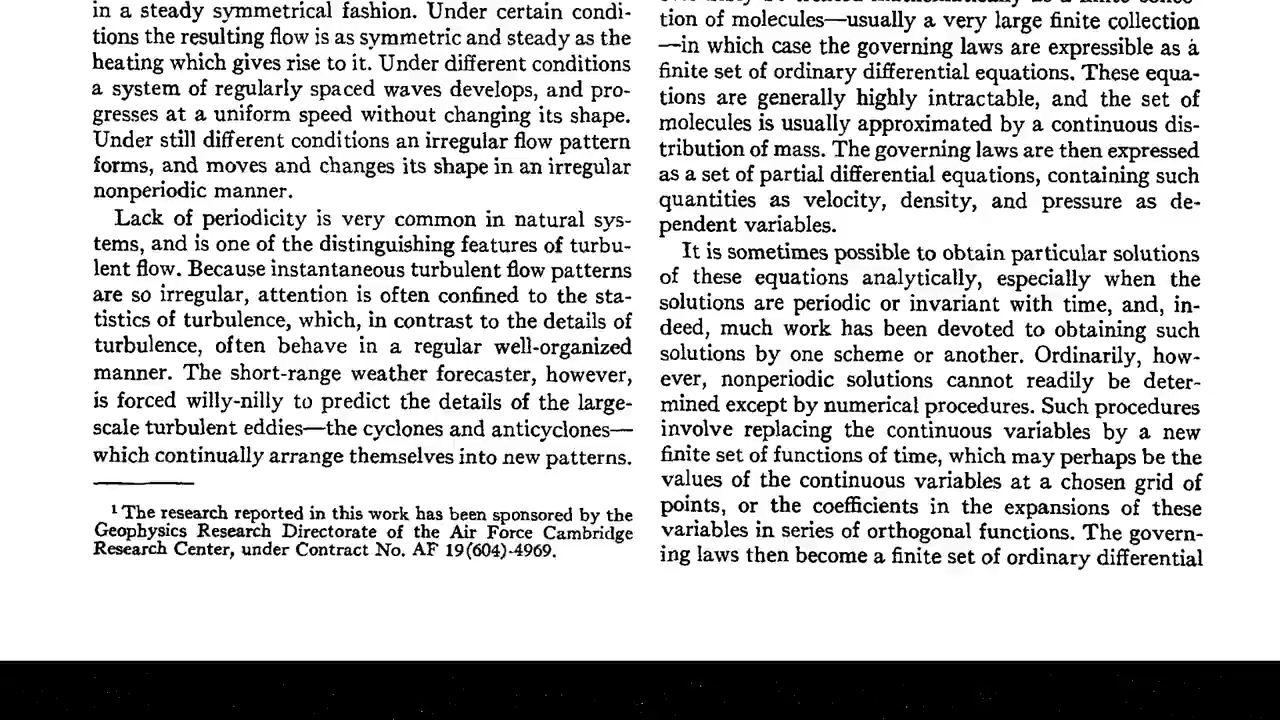 in a steady symmetrical fashion. Under certain condi-
tions the resulting flow is as symmetric and steady as the
heating which gives rise to it. Under different conditions
a system of regularly spaced waves develops, and pro-
gresses at a uniform speed without changing its shape.
Under still different conditions an irregular flow pattern
forms, and moves and changes its shape in an irregular
nonperiodic manner.
Lack of periodicity is very common in natural sys-
tems, and is one of the distinguishing features of turbu-
lent flow. Because instantaneous turbulent flow patterns
are so irregular, attention is often confined to the sta-
tistics of turbulence, which, in contrast to the details of
turbulence, often behave in a regular well-organized
manner. The short-range weather forecaster, however,
is forced willy-nilly to predict the details of the large-
scale turbulent eddies—the cyclones and anticyclones—
which continually arrange themselves into new patterns.
¹ The research reported in this work has been sponsored by the
Geophysics Research Directorate of the Air Force Cambridge
Research Center, under Contract No. AF 19(604)-4969.
tion of molecules—usually a very large finite collection
—in which case the governing laws are expressible as a
finite set of ordinary differential equations. These equa-
tions are generally highly intractable, and the set of
molecules is usually approximated by a continuous dis-
tribution of mass. The governing laws are then expressed
as a set of partial differential equations, containing such
quantities as velocity, density, and pressure as de-
pendent variables.
It is sometimes possible to obtain particular solutions
of these equations analytically, especially when the
solutions are periodic or invariant with time, and, in-
deed, much work has been devoted to obtaining such
solutions by one scheme or another. Ordinarily, how-
ever, nonperiodic solutions cannot readily be deter-
mined except by numerical procedures. Such procedures
involve replacing the continuous variables by a new
finite set of functions of time, which may perhaps be the
values of the continuous variables at a chosen grid of
points, or the coefficients in the expansions of these
variables in series of orthogonal functions. The govern-
ing laws then become a finite set of ordinary differential